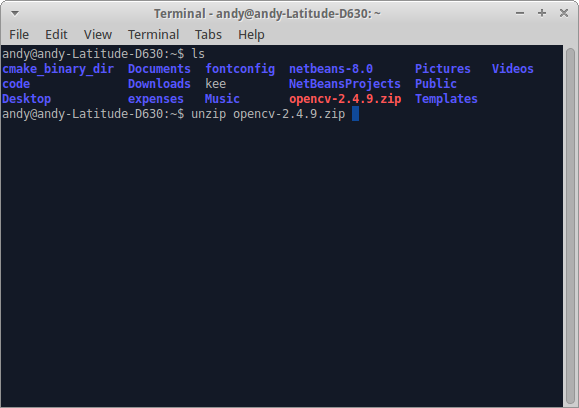 Terminal - andy@andy-Latitude-D630: ~
File Edit View Terminal Tabs Help
andy@andy-Latitude-D630:~$ ls
cmake_binary_dir Documents fontconfig netbeans-8.0 Pictures Videos
code Downloads kee NetBeansProjects Public
Desktop expenses Music opencv-2.4.9.zip Templates
andy@andy-Latitude-D630:~$ unzip opencv-2.4.9.zip